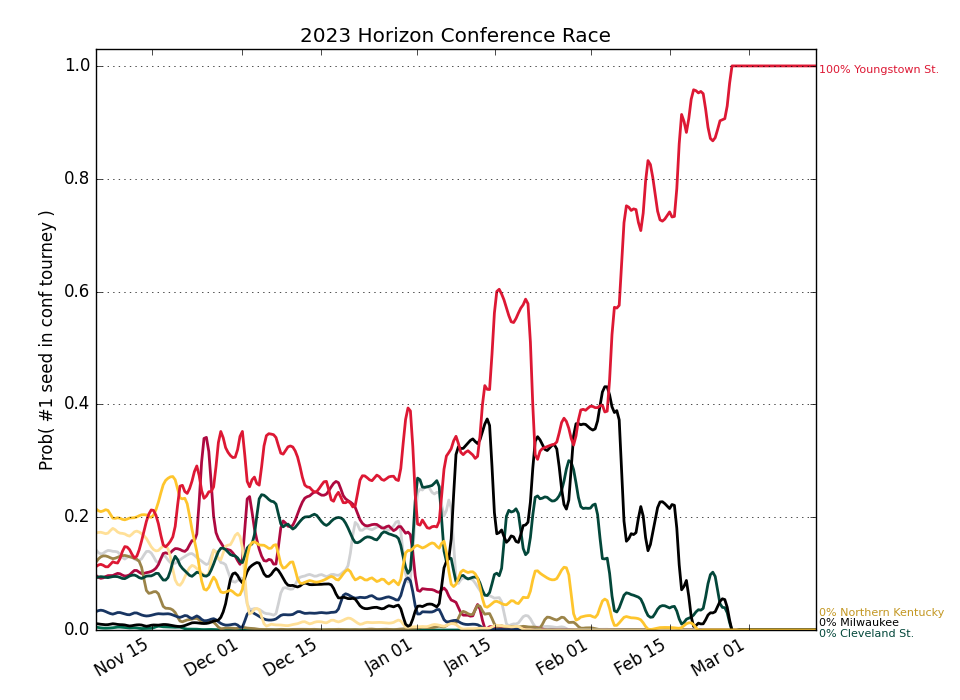 2023 Horizon Conference Race
Prob( #1 seed in conf tourney )
1.0
0.8
0.6
0.4
0.2
0.0
Nov 15
Dec 01
Dec 15
Jan 01
Jan 15
Feb 01
Feb 15
Mar 01
100% Youngstown St.
0% Northern Kentucky
0% Milwaukee
0% Cleveland St.